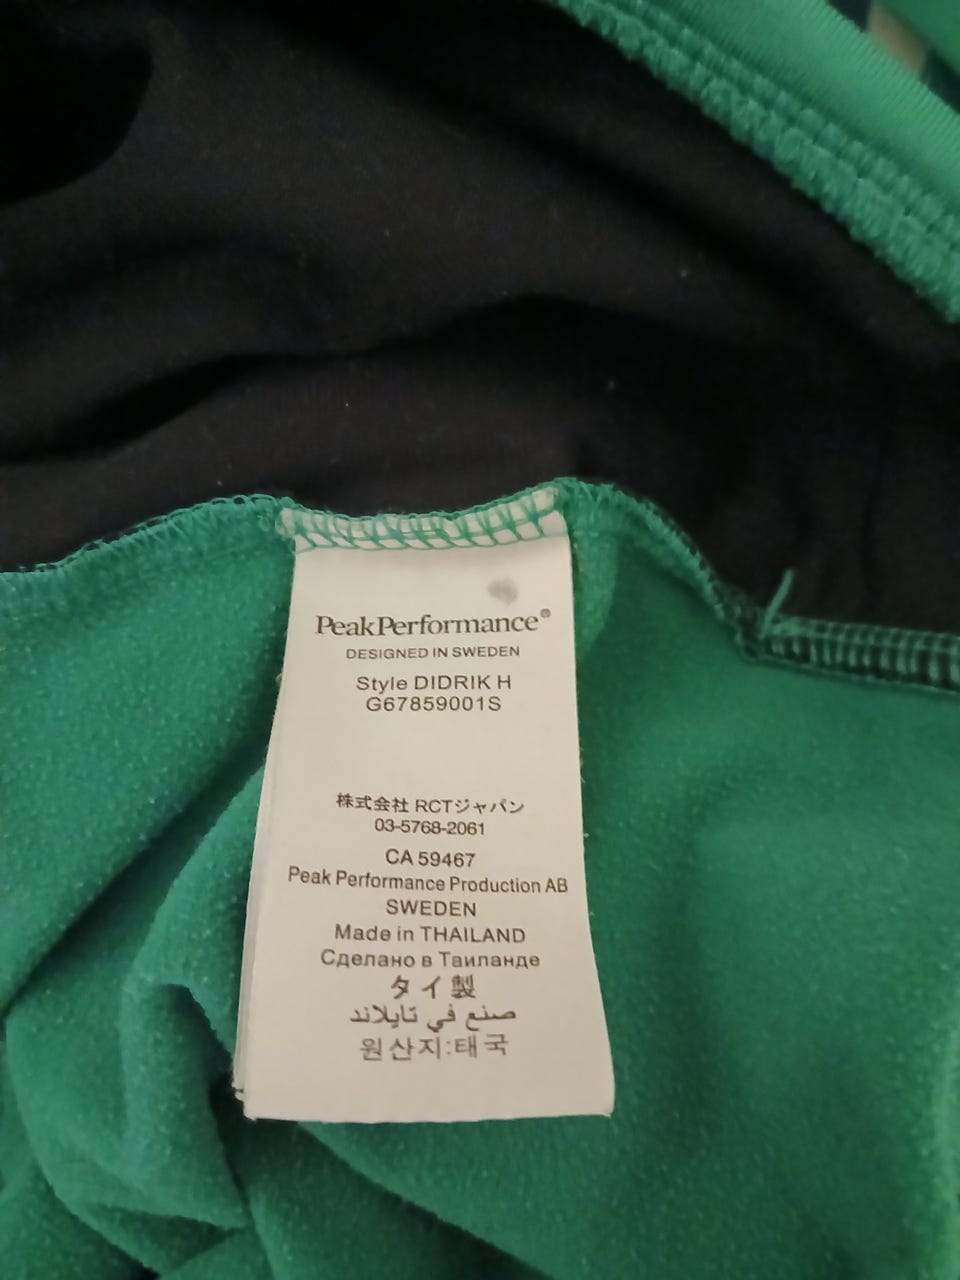 PeakPerformance®
DESIGNED IN SWEDEN
Style DIDRIK H
G67859001S
株式会社 RCTジャパン
03-5768-2061
CA 59467
Peak Performance Production AB
SWEDEN
Made in THAILAND
Сделано в Таиланде
タイ製
صنع في تايلاند
원산지:태국